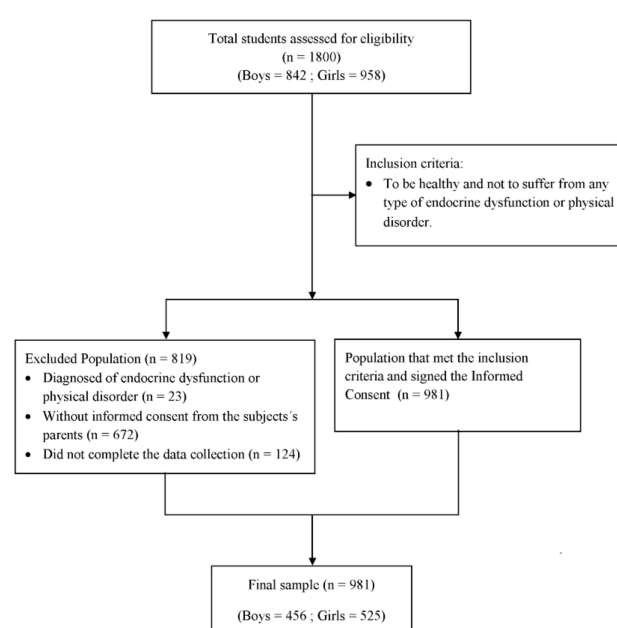 Total students assessed for eligibility
(n = 1800)
(Boys = 842 ; Girls = 958)
Inclusion criteria:
• To be healthy and not to suffer from any
type of endocrine dysfunction or physical
disorder.
Excluded Population (n = 819)
• Diagnosed of endocrine dysfunction or
physical disorder (n = 23)
• Without informed consent from the subjects´s
parents (n = 672)
• Did not complete the data collection (n = 124)
Population that met the inclusion
criteria and signed the Informed
Consent (n = 981)
Final sample (n = 981)
(Boys = 456 ; Girls = 525)